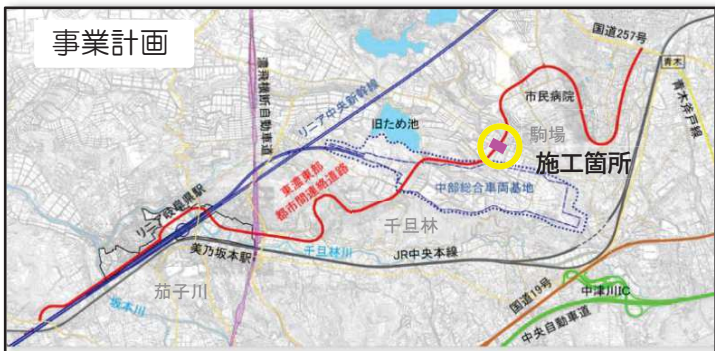 事業計画
国道257号
青木
青木斧戸線
市民病院
濃飛横断自動車道
リニア中央新幹線
旧ため池
駒場
施工箇所
東濃東部
都市間連絡道路
中部総合車両基地
リニア岐阜県駅
千旦林
美乃坂本駅
千旦林川
JR中央本線
茄子川
坂本川
国道19号
中津川IC
中央自動車道